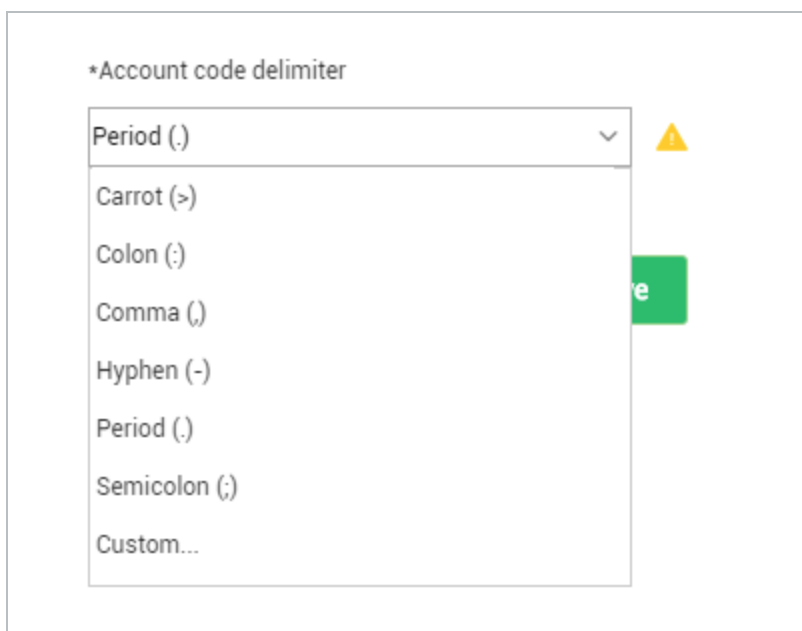 *Account code delimiter
Period (.)
Carrot (>)
Colon (:)
Comma (,)
Hyphen (-)
Period (.)
Semicolon (;)
Custom...